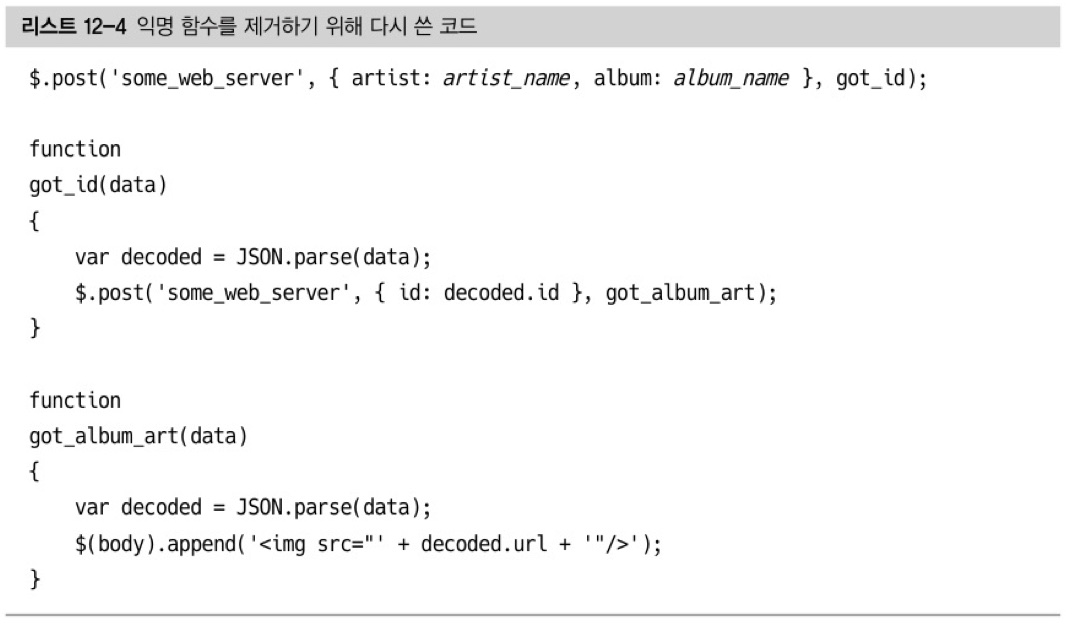 리스트 12-4 익명 함수를 제거하기 위해 다시 쓴 코드
$.post('some_web_server', { artist: artist_name, album: album_name }, got_id);
function
got_id(data)
{
    var decoded = JSON.parse(data);
    $.post('some_web_server', { id: decoded.id }, got_album_art);
}
function
got_album_art(data)
{
    var decoded = JSON.parse(data);
    $(body).append('<img src="' + decoded.url + '"/>');
}